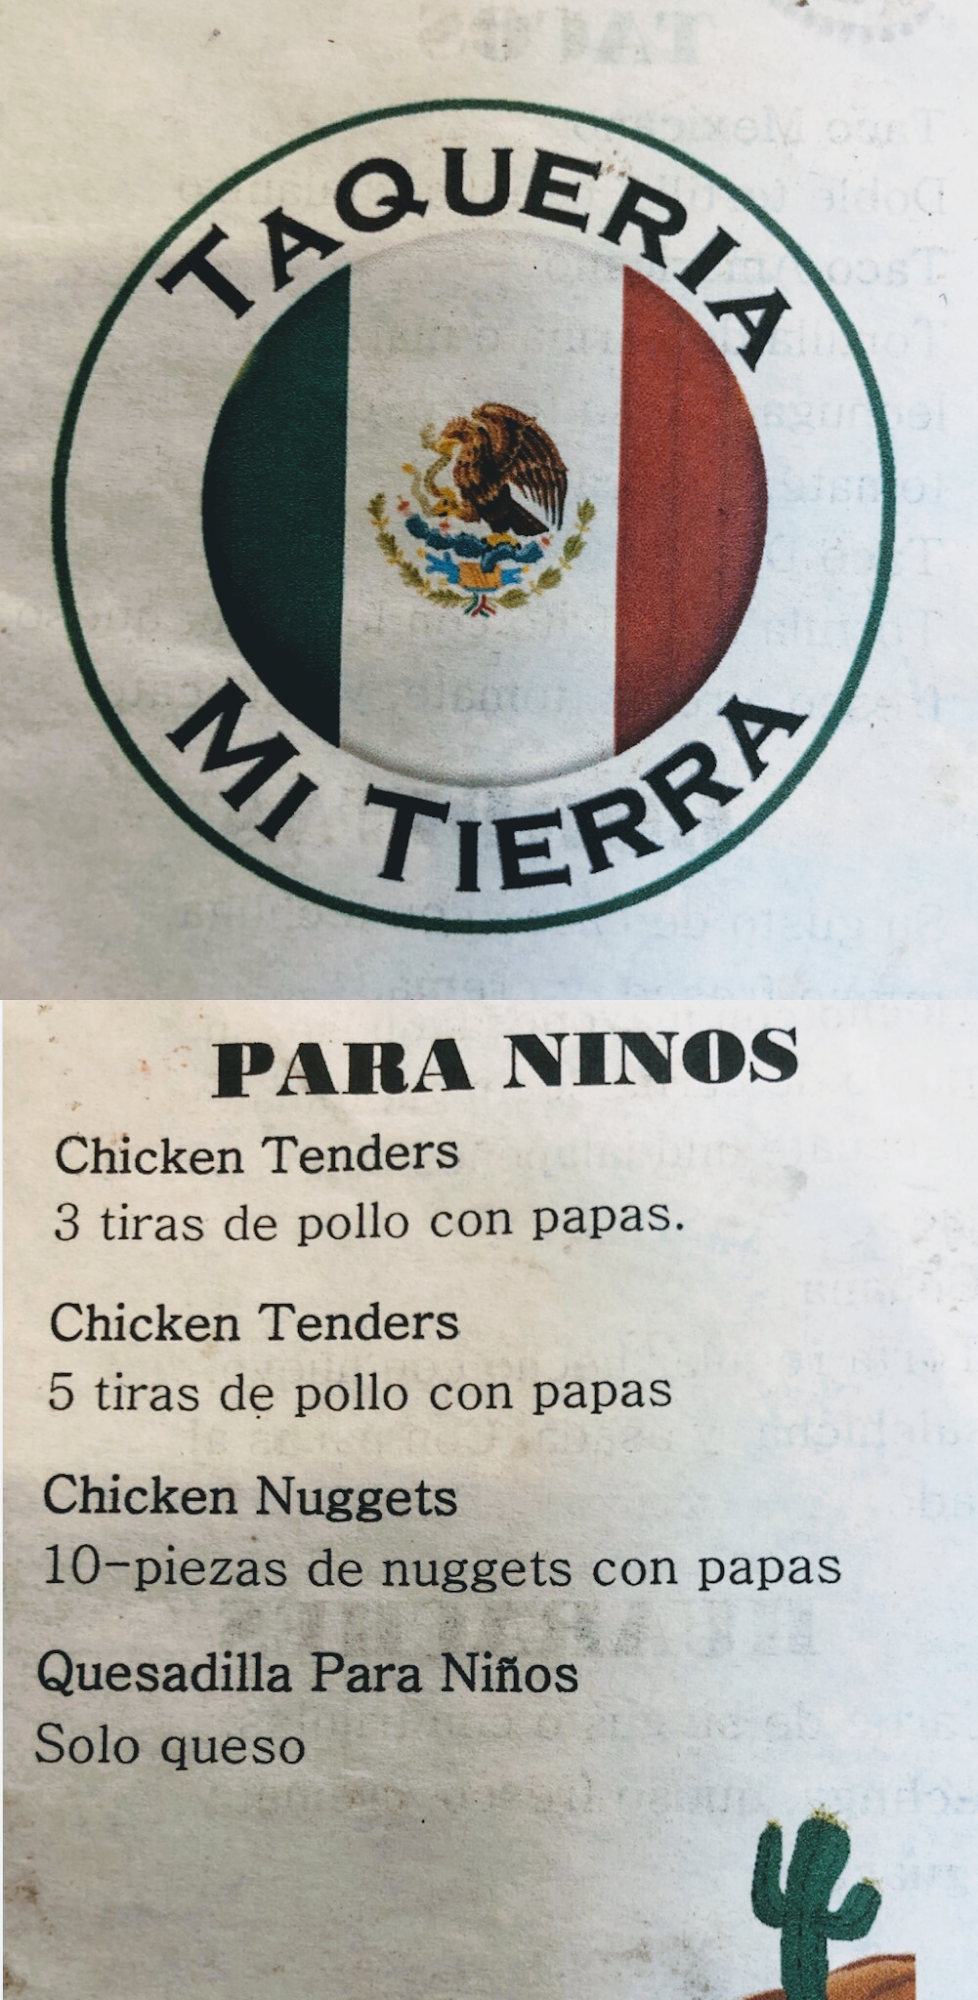 TAQUERIA
MI TIERRA
PARA NINOS
Chicken Tenders
3 tiras de pollo con papas.
Chicken Tenders
5 tiras de pollo con papas
Chicken Nuggets
10-piezas de nuggets con papas
Quesadilla Para Niños
Solo queso